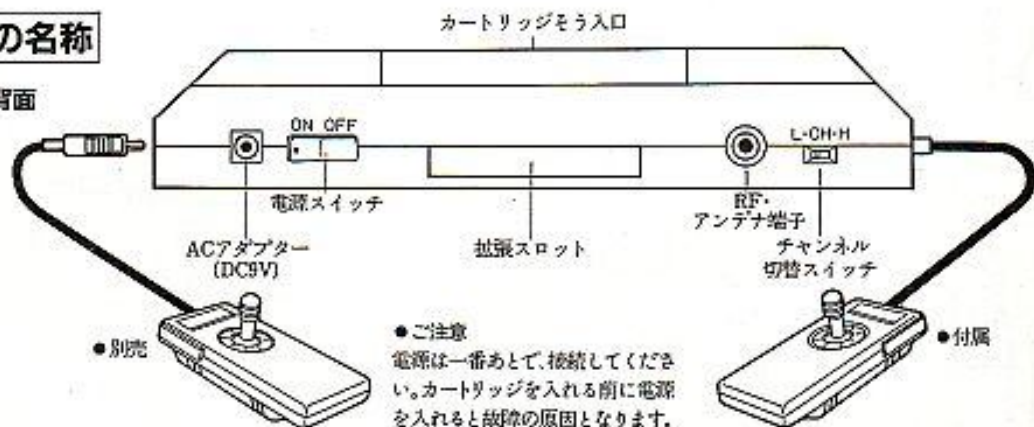 の名称
背面
カートリッジそう入口
ON OFF
L・CH・H
電源スイッチ
RF・
アンテナ端子
ACアダプター
(DC9V)
拡張スロット
チャンネル
切替スイッチ
●別売
●ご注意
電源は一番あとで、接続してくださ
い。カートリッジを入れる前に電源
を入れると故障の原因となります。
●付属